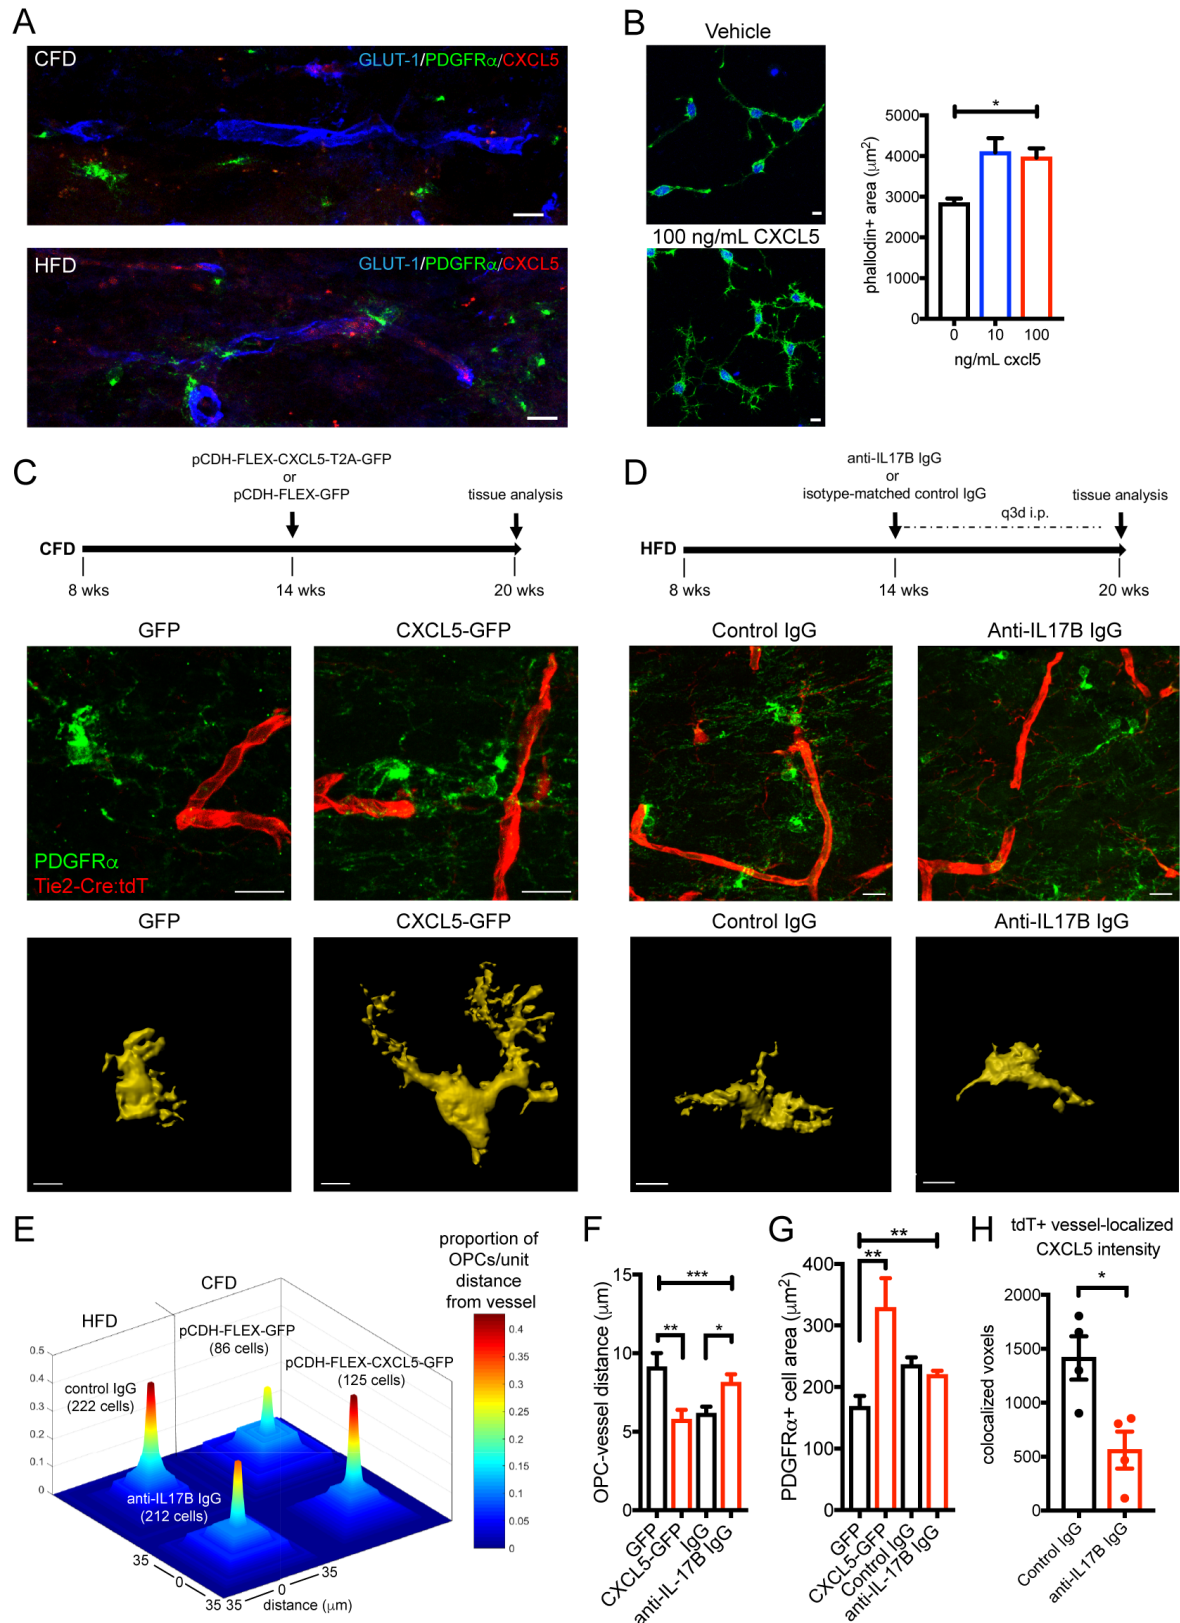 A
CFD
GLUT-1/PDGFRα/CXCL5
HFD
GLUT-1/PDGFRα/CXCL5
B
Vehicle
100 ng/mL CXCL5
*
5000
4000
3000
2000
1000
0
phallodin+ area (μm²)
0
10
100
ng/mL cxcl5
C
pCDH-FLEX-CXCL5-T2A-GFP
or
pCDH-FLEX-GFP
tissue analysis
CFD
8 wks
14 wks
20 wks
GFP
CXCL5-GFP
PDGFRα
Tie2-Cre:tdT
GFP
CXCL5-GFP
D
anti-IL17B IgG
or
isotype-matched control IgG
q3d i.p.
tissue analysis
HFD
8 wks
14 wks
20 wks
Control IgG
Anti-IL17B IgG
Control IgG
Anti-IL17B IgG
E
proportion of
OPCs/unit
distance
from vessel
CFD
HFD
pCDH-FLEX-GFP
(86 cells)
pCDH-FLEX-CXCL5-GFP
(125 cells)
control IgG
(222 cells)
anti-IL17B IgG
(212 cells)
0.5
0.4
0.3
0.2
0.1
0
35
0
35
35
0
35
distance (μm)
0.4
0.35
0.3
0.25
0.2
0.15
0.1
0.05
0
F
***
**
*
15
10
5
0
OPC-vessel distance (μm)
GFP
CXCL5-GFP
IgG
anti-IL-17B IgG
G
**
**
400
300
200
100
0
PDGFRα+ cell area (μm²)
GFP
CXCL5-GFP
Control IgG
anti-IL-17B IgG
H
tdT+ vessel-localized
CXCL5 intensity
*
2000
1500
1000
500
0
colocalized voxels
Control IgG
anti-IL17B IgG